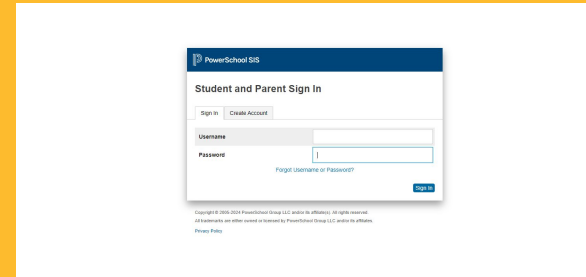 PowerSchool SIS
Student and Parent Sign In
Sign In Create Account
Username
Password
Forgot Username or Password?
Sign In
Copyright © 2005-2024 PowerSchool Group LLC and/or its affiliate(s). All rights reserved.
All trademarks are either owned or licensed by PowerSchool Group LLC and/or its affiliates.
Privacy Policy